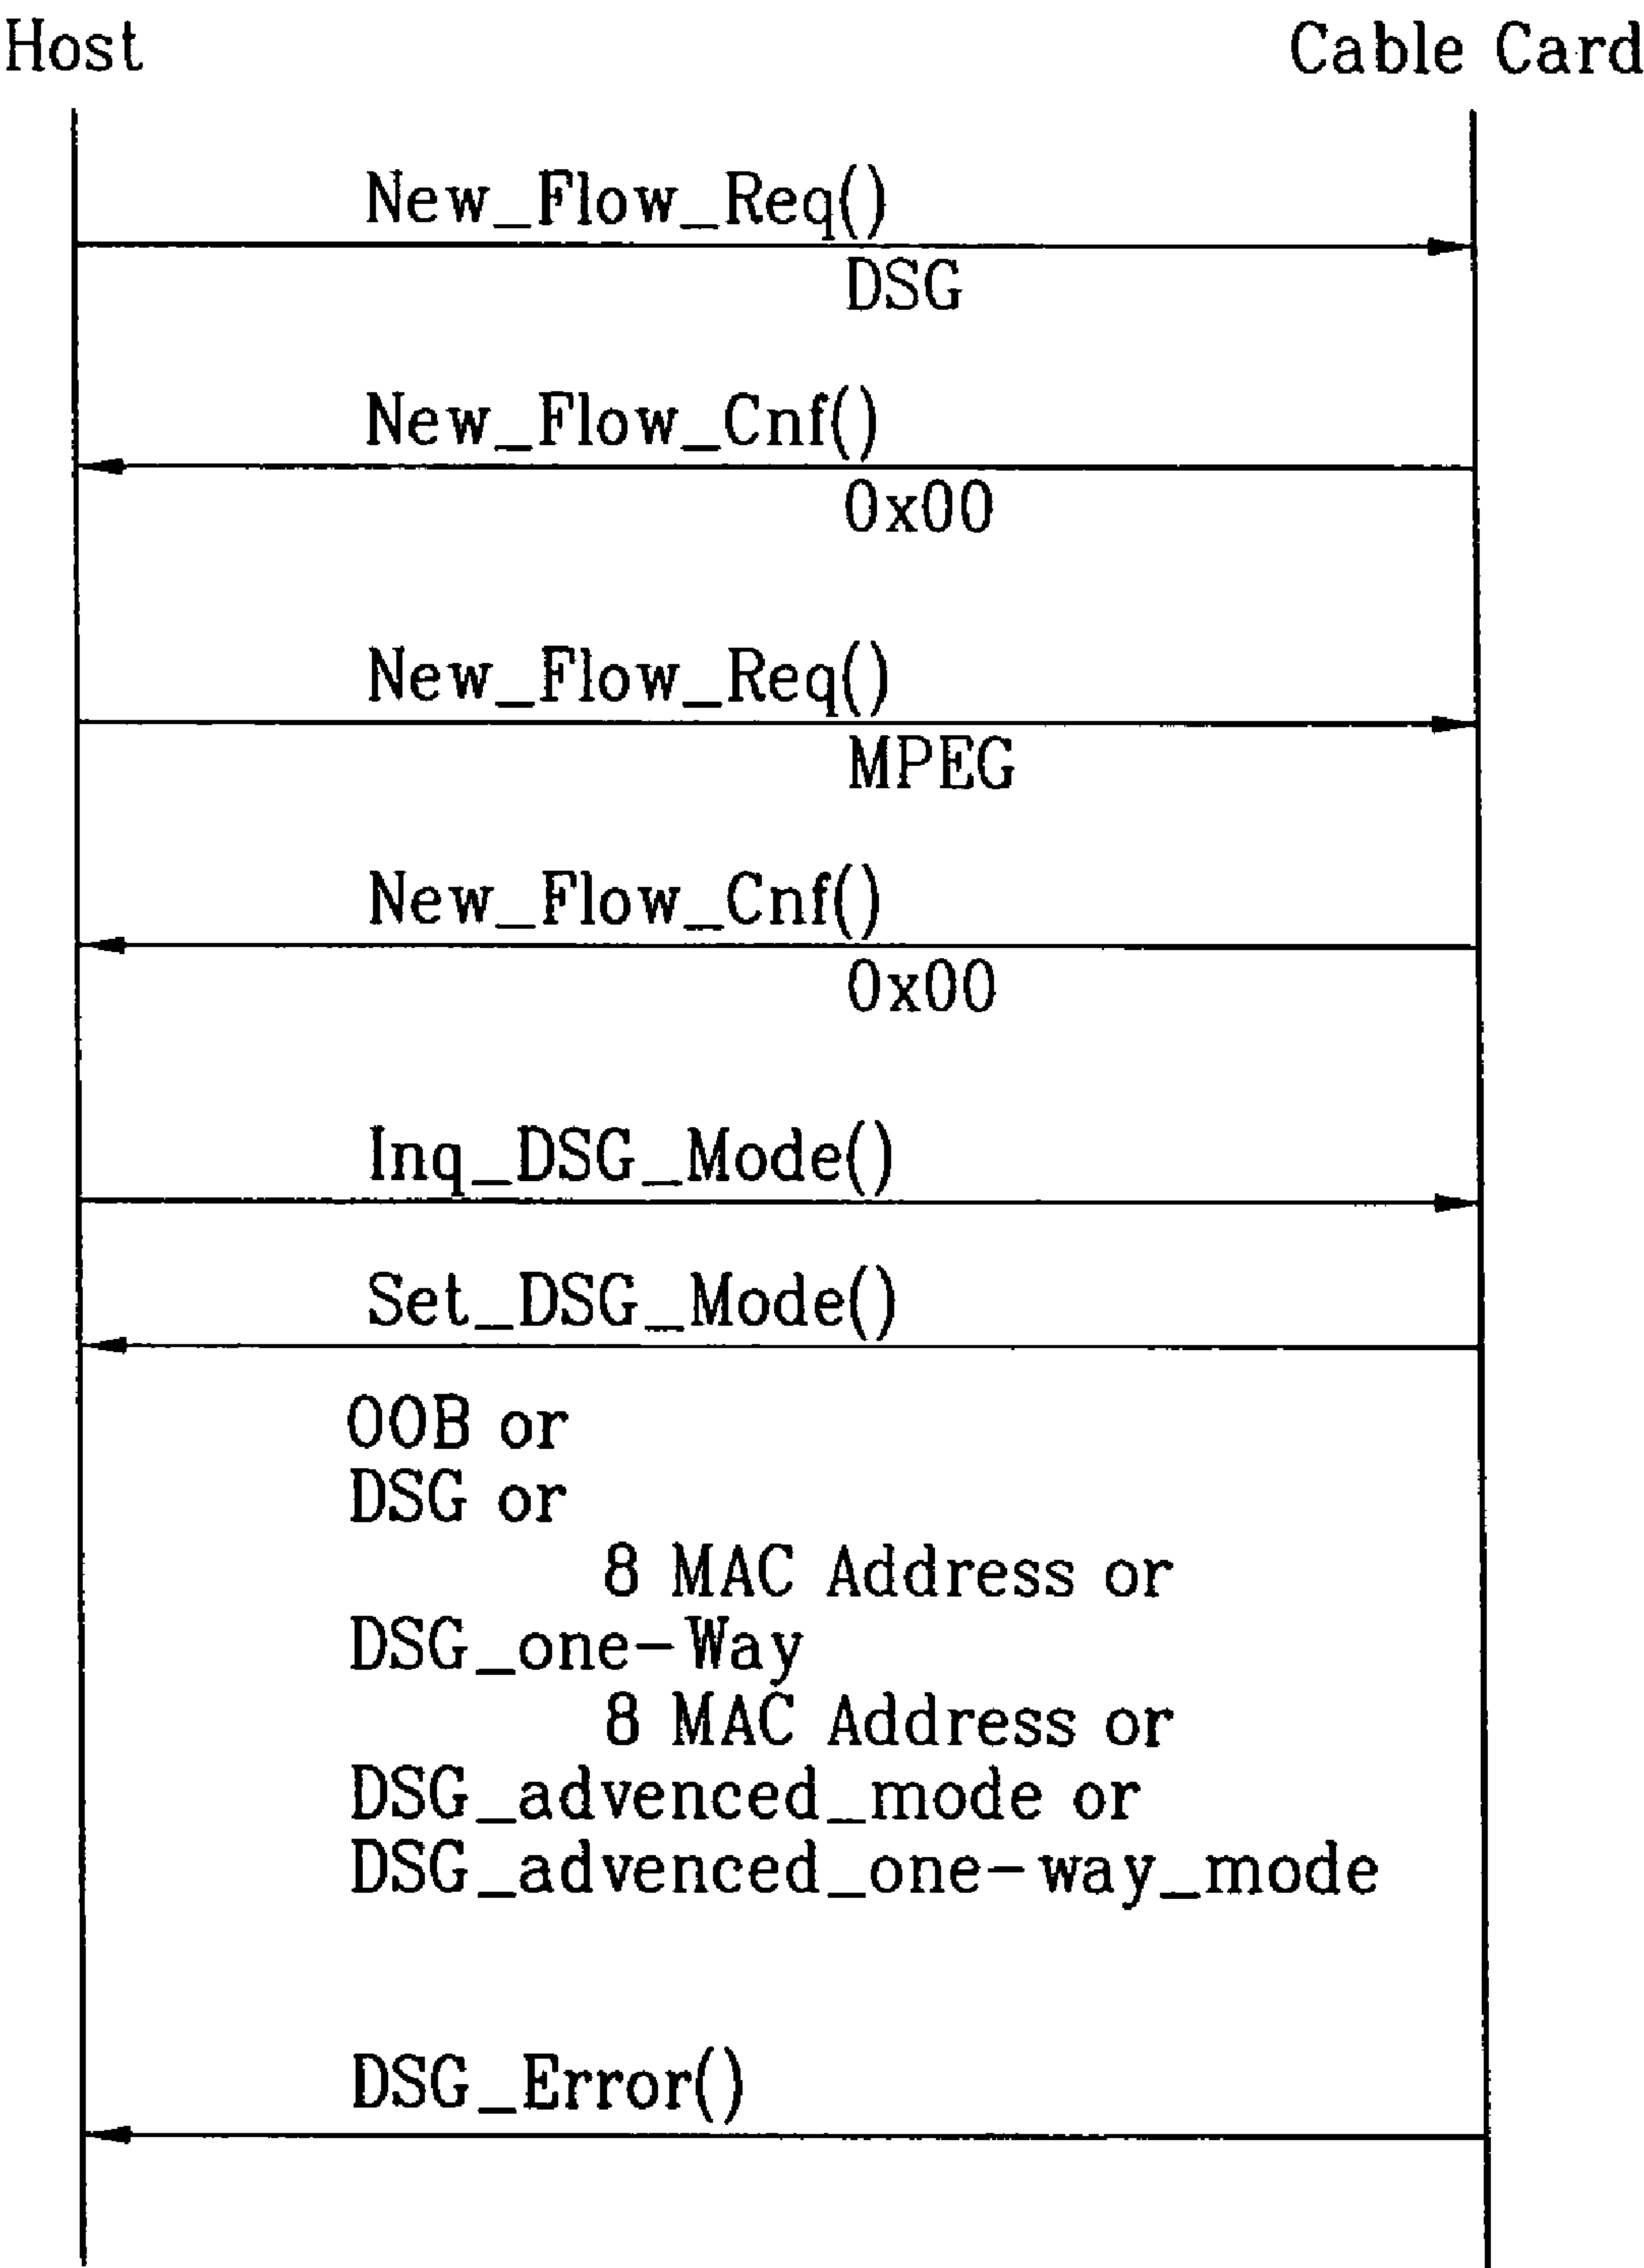 Host Cable Card
New_Flow_Req()
DSG
New_Flow_Cnf()
0x00
New_Flow_Req()
MPEG
New_Flow_Cnf()
0x00
Inq_DSG_Mode()
Set_DSG_Mode()
OOB or
DSG or
8 MAC Address or
DSG_one-Way
8 MAC Address or
DSG_advenced_mode or
DSG_advenced_one-way_mode
DSG_Error()